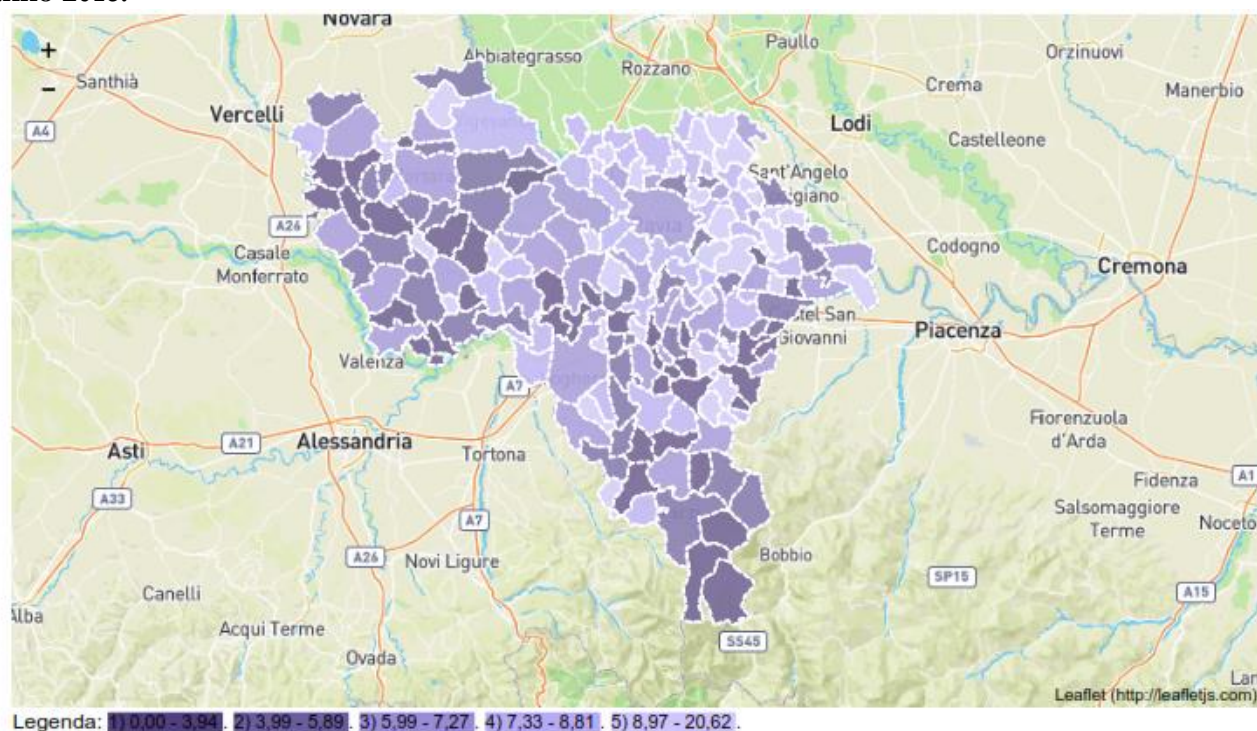 Novara
+
Abbiategrasso
Paullo
Orzinuovi
Santhià
Rozzano
Crema
Manerbio
−
Vercelli
Lodi
A4
Castelleone
Sant'Angelo
A26
Casale
Monferrato
Codogno
Cremona
Giovanni
Piacenza
Valenza
A7
Fiorenzuola
d'Arda
Asti
A21
Alessandria
Tortona
Fidenza
A1
A33
Salsomaggiore
Terme
Noceto
A7
A26
Novi Ligure
Bobbio
SP15
Canelli
A15
Alba
Acqui Terme
SS45
Ovada
Leaflet (http://leafletjs.com)
Legenda: 1) 0,00 - 3,94 . 2) 3,99 - 5,89 . 3) 5,99 - 7,27 . 4) 7,33 - 8,81 . 5) 8,97 - 20,62 .